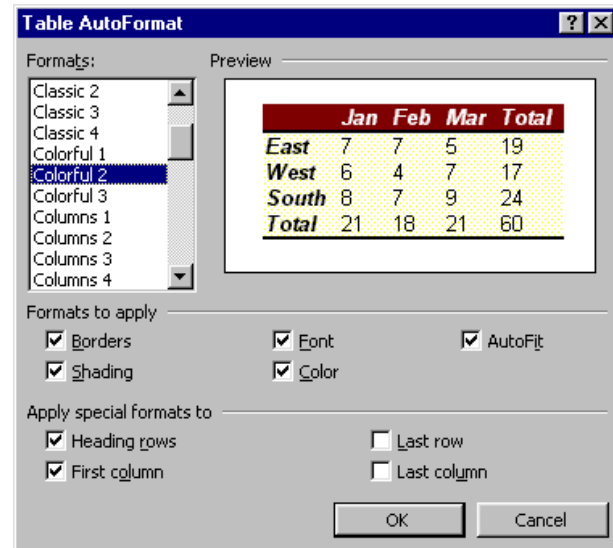 Table AutoFormat
Formats:
Preview
Classic 2
Classic 3
Classic 4
Colorful 1
Colorful 2
Colorful 3
Columns 1
Columns 2
Columns 3
Columns 4
Jan Feb Mar Total
East 7 7 5 19
West 6 4 7 17
South 8 7 9 24
Total 21 18 21 60
Formats to apply
Borders Font AutoFit
Shading Color
Apply special formats to
Heading rows Last row
First column Last column
OK Cancel